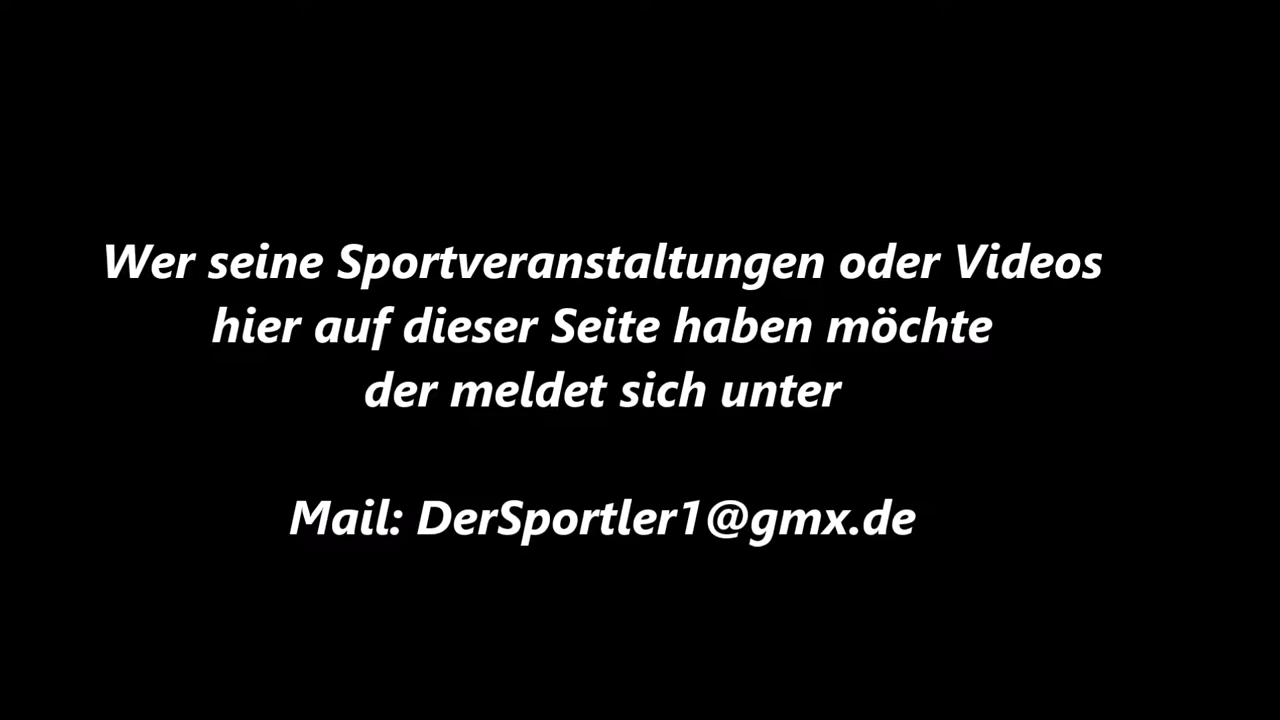 Wer seine Sportveranstaltungen oder Videos
hier auf dieser Seite haben möchte
der meldet sich unter
Mail: DerSportler1@gmx.de